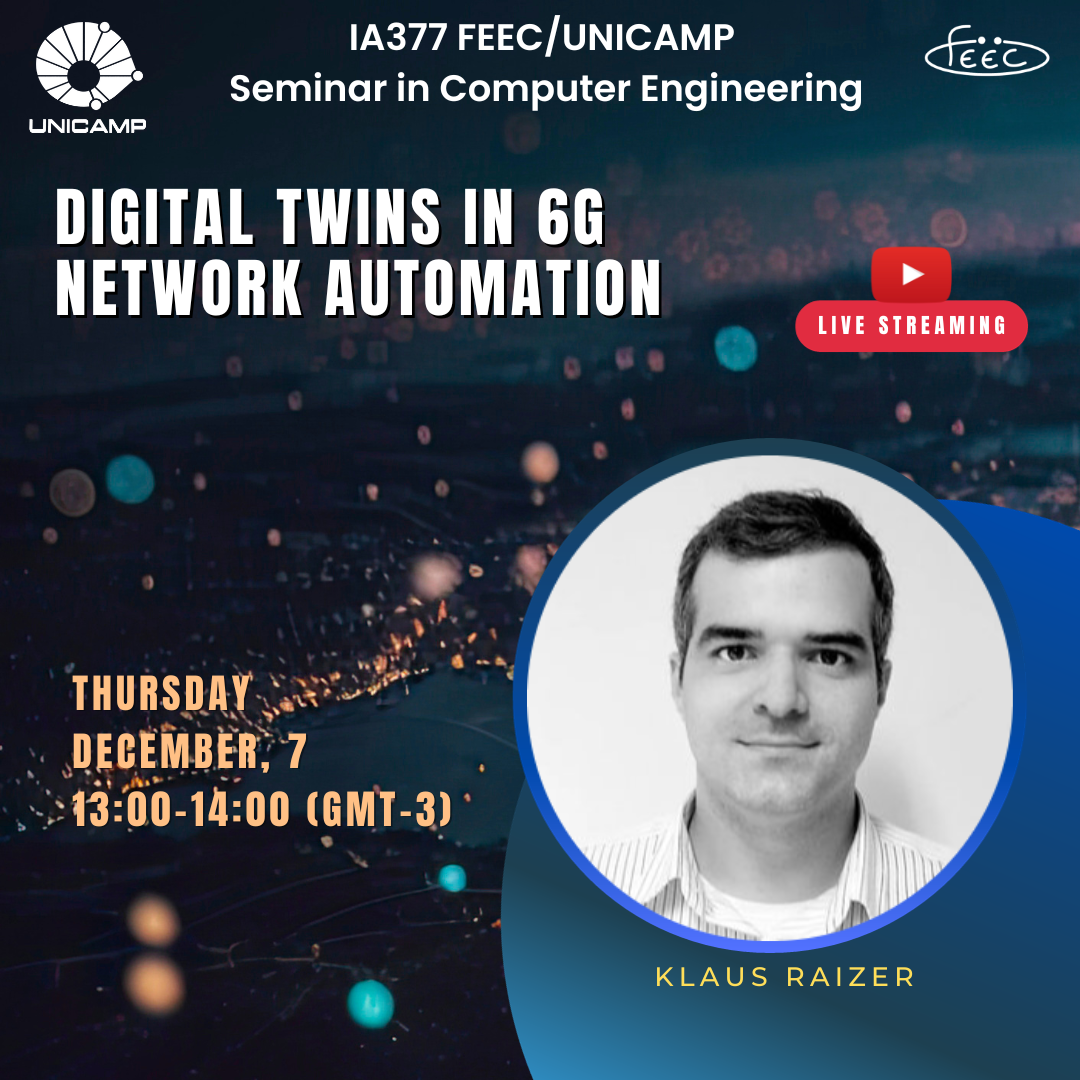 UNICAMP
IA377 FEEC/UNICAMP
Seminar in Computer Engineering
FEEC
DIGITAL TWINS IN 6G
NETWORK AUTOMATION
LIVE STREAMING
THURSDAY
DECEMBER, 7
13:00-14:00 (GMT-3)
KLAUS RAIZER